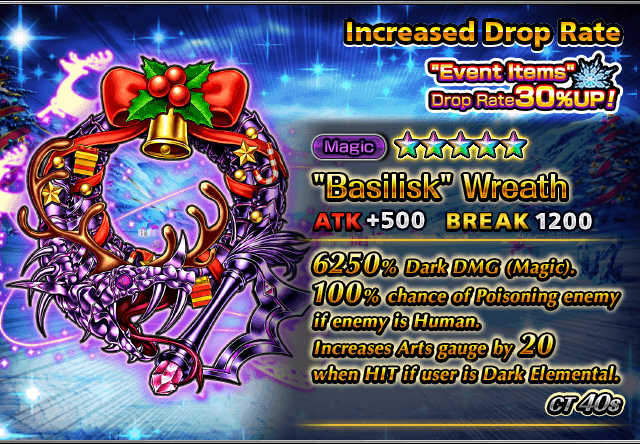 Increased Drop Rate
"Event Items"
Drop Rate 30%UP!
Magic
"Basilisk" Wreath
ATK +500 BREAK 1200
6250% Dark DMG (Magic).
100% chance of Poisoning enemy
if enemy is Human.
Increases Arts gauge by 20
when HIT if user is Dark Elemental.
CT 40s